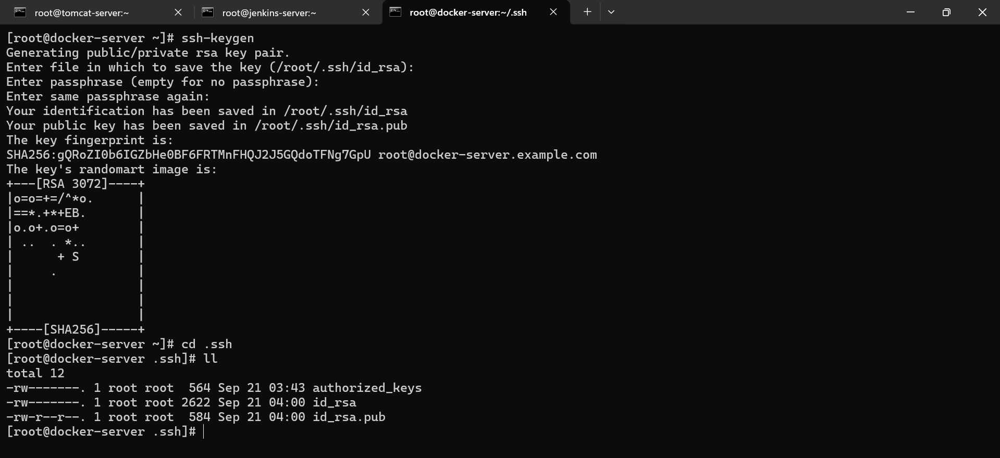 root@tomcat-server:~
root@jenkins-server:~
root@docker-server:~/.ssh
[root@docker-server ~]# ssh-keygen
Generating public/private rsa key pair.
Enter file in which to save the key (/root/.ssh/id_rsa):
Enter passphrase (empty for no passphrase):
Enter same passphrase again:
Your identification has been saved in /root/.ssh/id_rsa
Your public key has been saved in /root/.ssh/id_rsa.pub
The key fingerprint is:
SHA256:gQRoZI0b6IGZbHe0BF6FRTMnFHQJ2J5GQdoTFNg7GpU root@docker-server.example.com
The key's randomart image is:
+---[RSA 3072]----+
|o=o=+=/^*o.      |
|==*.+*+EB.       |
|o.o+.o=o+        |
| ..  . *..       |
|      + S        |
|     .           |
|                 |
|                 |
|                 |
+----[SHA256]-----+
[root@docker-server ~]# cd .ssh
[root@docker-server .ssh]# ll
total 12
-rw-------. 1 root root  564 Sep 21 03:43 authorized_keys
-rw-------. 1 root root 2622 Sep 21 04:00 id_rsa
-rw-r--r--. 1 root root  584 Sep 21 04:00 id_rsa.pub
[root@docker-server .ssh]#